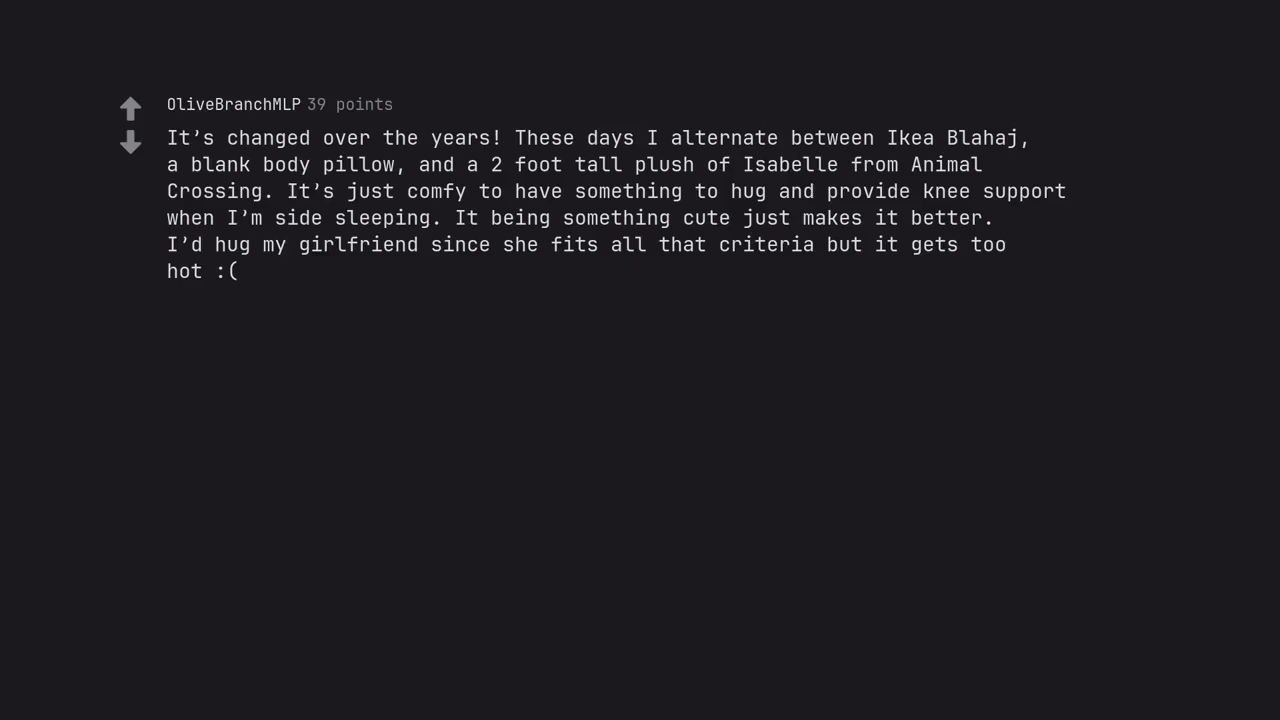 OliveBranchMLP 39 points
It’s changed over the years! These days I alternate between Ikea Blahaj,
a blank body pillow, and a 2 foot tall plush of Isabelle from Animal
Crossing. It’s just comfy to have something to hug and provide knee support
when I’m side sleeping. It being something cute just makes it better.
I’d hug my girlfriend since she fits all that criteria but it gets too
hot :(